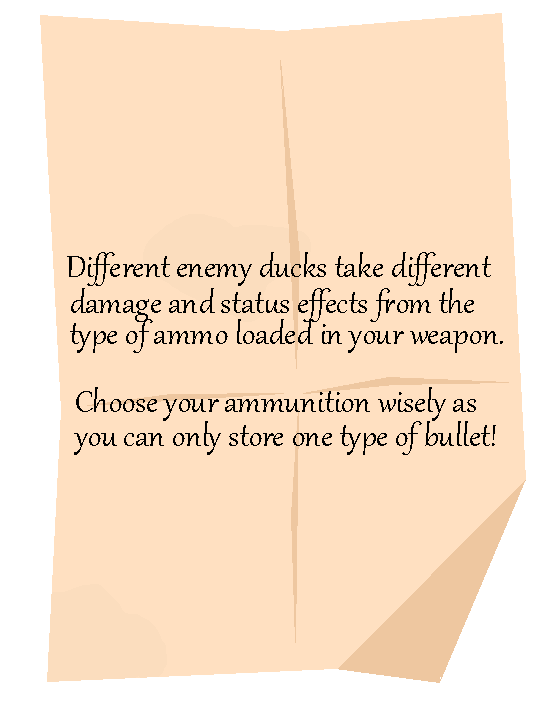 Different enemy ducks take different
damage and status effects from the
type of ammo loaded in your weapon.
Choose your ammunition wisely as
you can only store one type of bullet!